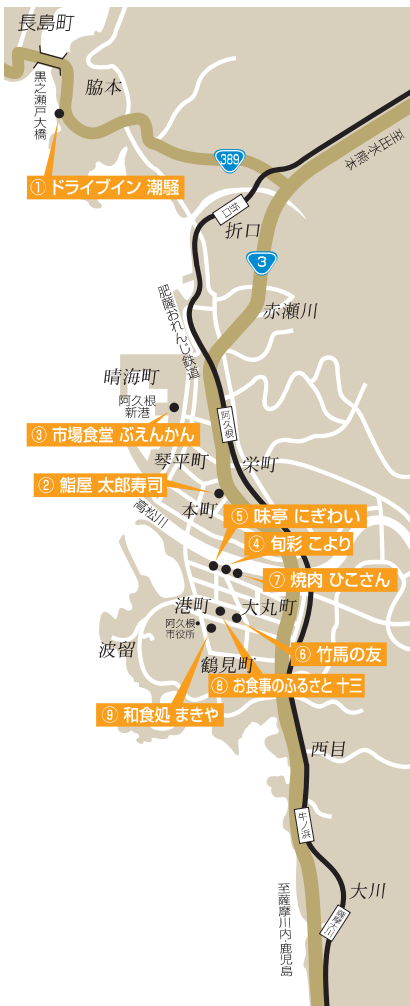 長島町
黒之瀬戸大橋
脇本
389
至出水・熊本
① ドライブイン 潮騒
折口
折口
3
赤瀬川
肥薩おれんじ鉄道
晴海町
阿久根
新港
阿久根
③ 市場食堂 ぶえんかん
琴平町
栄町
② 鮨屋 太郎寿司
本町
高松川
⑤ 味亭 にぎわい
④ 旬彩 こより
⑦ 焼肉 ひこさん
港町
大丸町
阿久根
市役所
波留
⑥ 竹馬の友
鶴見町
⑧ お食事のふるさと 十三
⑨ 和食処 まきや
西目
牛ノ浜
大川
薩摩大川
至薩摩川内・鹿児島